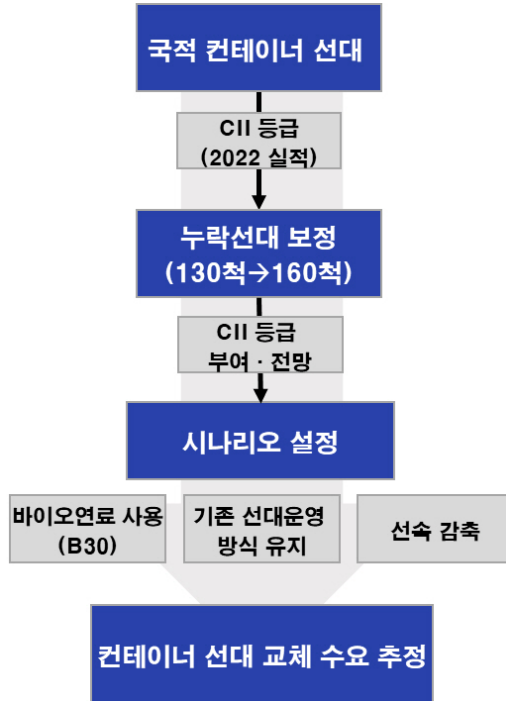 국적 컨테이너 선대
CII 등급
(2022 실적)
누락선대 보정
(130척→160척)
CII 등급
부여 · 전망
시나리오 설정
바이오연료 사용
(B30)
기존 선대운영
방식 유지
선속 감축
컨테이너 선대 교체 수요 추정